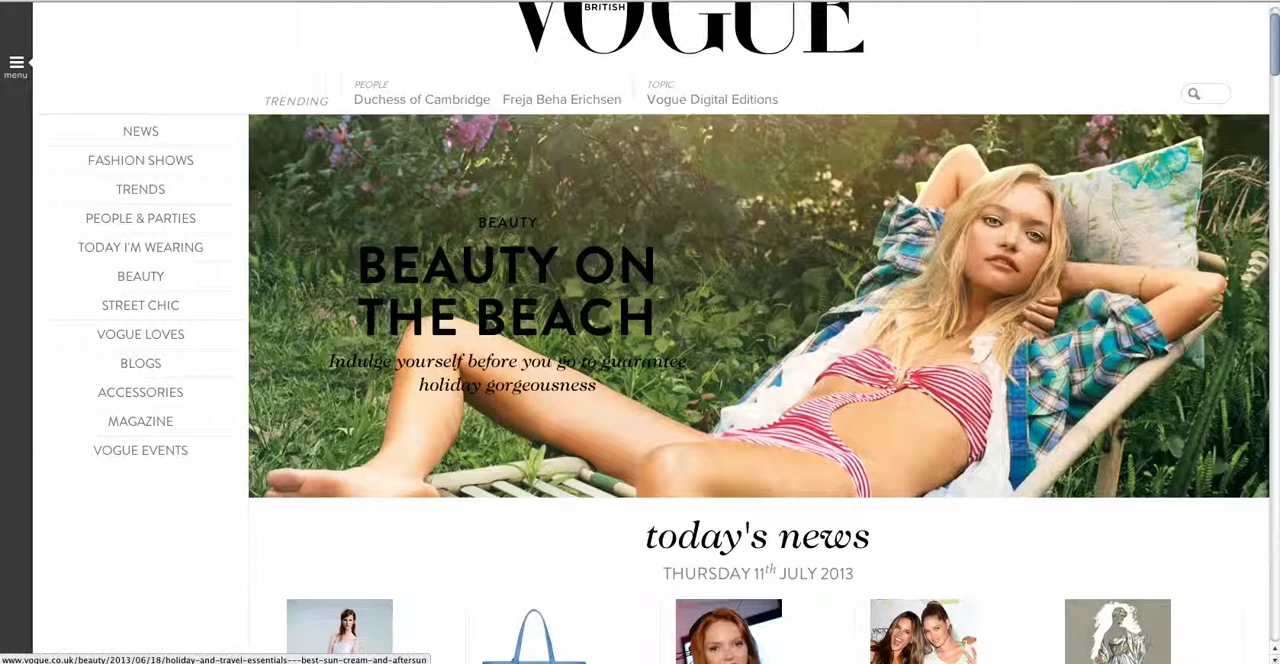 BRITISH
VOGUE
menu
TRENDING
PEOPLE
Duchess of Cambridge Freja Beha Erichsen
TOPIC
Vogue Digital Editions
NEWS
FASHION SHOWS
TRENDS
PEOPLE & PARTIES
TODAY I'M WEARING
BEAUTY
STREET CHIC
VOGUE LOVES
BLOGS
ACCESSORIES
MAGAZINE
VOGUE EVENTS
BEAUTY
BEAUTY ON
THE BEACH
Indulge yourself before you go to guarantee
holiday gorgeousness
today's news
THURSDAY 11th JULY 2013
www.vogue.co.uk/beauty/2013/06/18/holiday-and-travel-essentials---best-sun-cream-and-aftersun